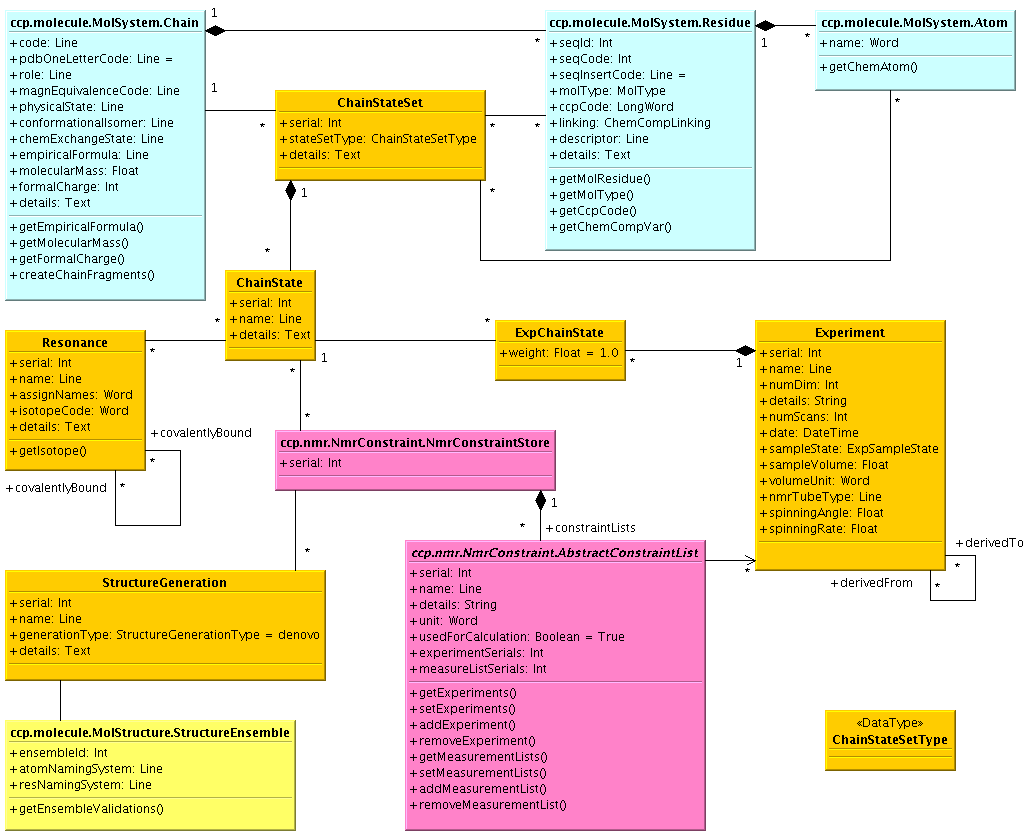 ccp.molecule.MolSystem.Chain
+code: Line
+pdbOneLetterCode: Line =
+role: Line
+magnEquivalenceCode: Line
+physicalState: Line
+conformationalIsomer: Line
+chemExchangeState: Line
+empiricalFormula: Line
+molecularMass: Float
+formalCharge: Int
+details: Text
+getEmpiricalFormula()
+getMolecularMass()
+getFormalCharge()
+createChainFragments()
1
*
ccp.molecule.MolSystem.Residue
+seqId: Int
+seqCode: Int
+seqInsertCode: Line =
+molType: MolType
+ccpCode: LongWord
+linking: ChemCompLinking
+descriptor: Line
+details: Text
+getMolResidue()
+getMolType()
+getCcpCode()
+getChemCompVar()
1
*
ccp.molecule.MolSystem.Atom
+name: Word
+getChemAtom()
*
1
*
ChainStateSet
+serial: Int
+stateSetType: ChainStateSetType
+details: Text
*
*
*
1
*
ChainState
+serial: Int
+name: Line
+details: Text
*
*
1
*
*
*
Resonance
+serial: Int
+name: Line
+assignNames: Word
+isotopeCode: Word
+details: Text
+getIsotope()
+covalentlyBound
*
+covalentlyBound
*
ExpChainState
+weight: Float = 1.0
*
1
Experiment
+serial: Int
+name: Line
+numDim: Int
+details: String
+numScans: Int
+date: DateTime
+sampleState: ExpSampleState
+sampleVolume: Float
+volumeUnit: Word
+nmrTubeType: Line
+spinningAngle: Float
+spinningRate: Float
+derivedTo
*
+derivedFrom
*
*
ccp.nmr.NmrConstraint.NmrConstraintStore
+serial: Int
1
*
+constraintLists
*
ccp.nmr.NmrConstraint.AbstractConstraintList
+serial: Int
+name: Line
+details: String
+unit: Word
+usedForCalculation: Boolean = True
+experimentSerials: Int
+measureListSerials: Int
+getExperiments()
+setExperiments()
+addExperiment()
+removeExperiment()
+getMeasurementLists()
+setMeasurementLists()
+addMeasurementList()
+removeMeasurementList()
StructureGeneration
+serial: Int
+name: Line
+generationType: StructureGenerationType = denovo
+details: Text
ccp.molecule.MolStructure.StructureEnsemble
+ensembleId: Int
+atomNamingSystem: Line
+resNamingSystem: Line
+getEnsembleValidations()
«DataType»
ChainStateSetType